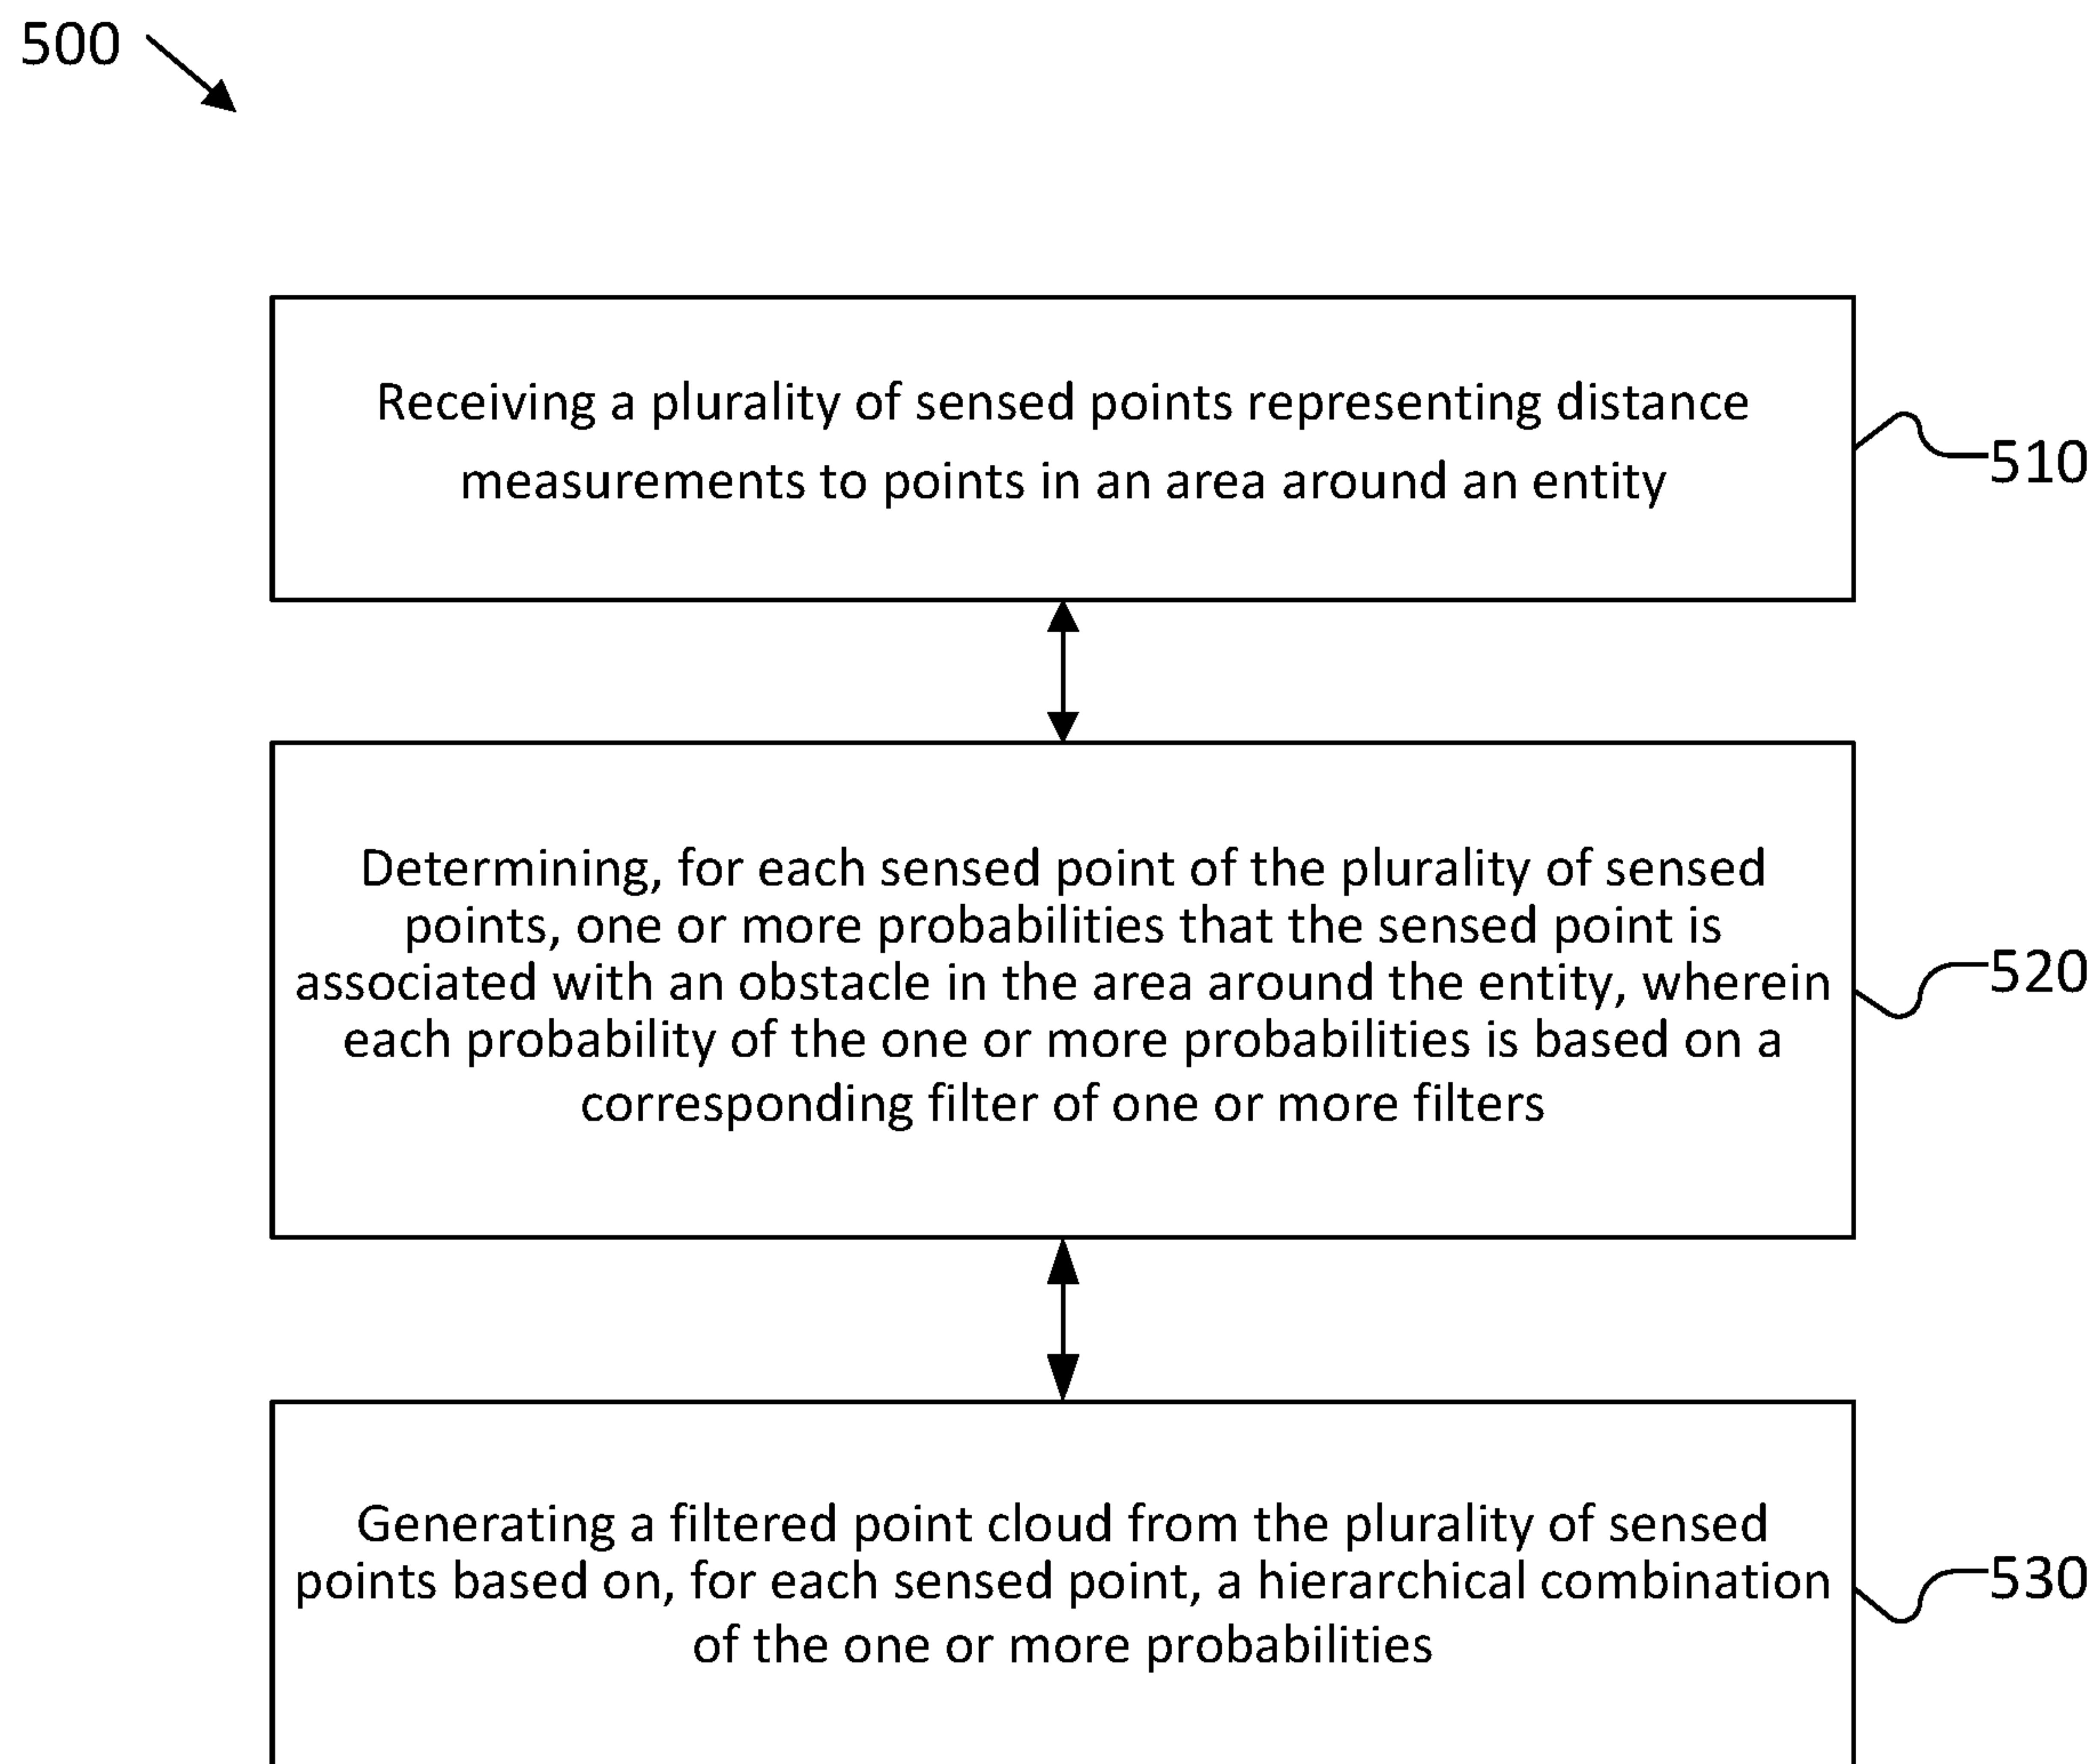 500
Receiving a plurality of sensed points representing distance
measurements to points in an area around an entity
510
Determining, for each sensed point of the plurality of sensed
points, one or more probabilities that the sensed point is
associated with an obstacle in the area around the entity, wherein
each probability of the one or more probabilities is based on a
corresponding filter of one or more filters
520
Generating a filtered point cloud from the plurality of sensed
points based on, for each sensed point, a hierarchical combination
of the one or more probabilities
530